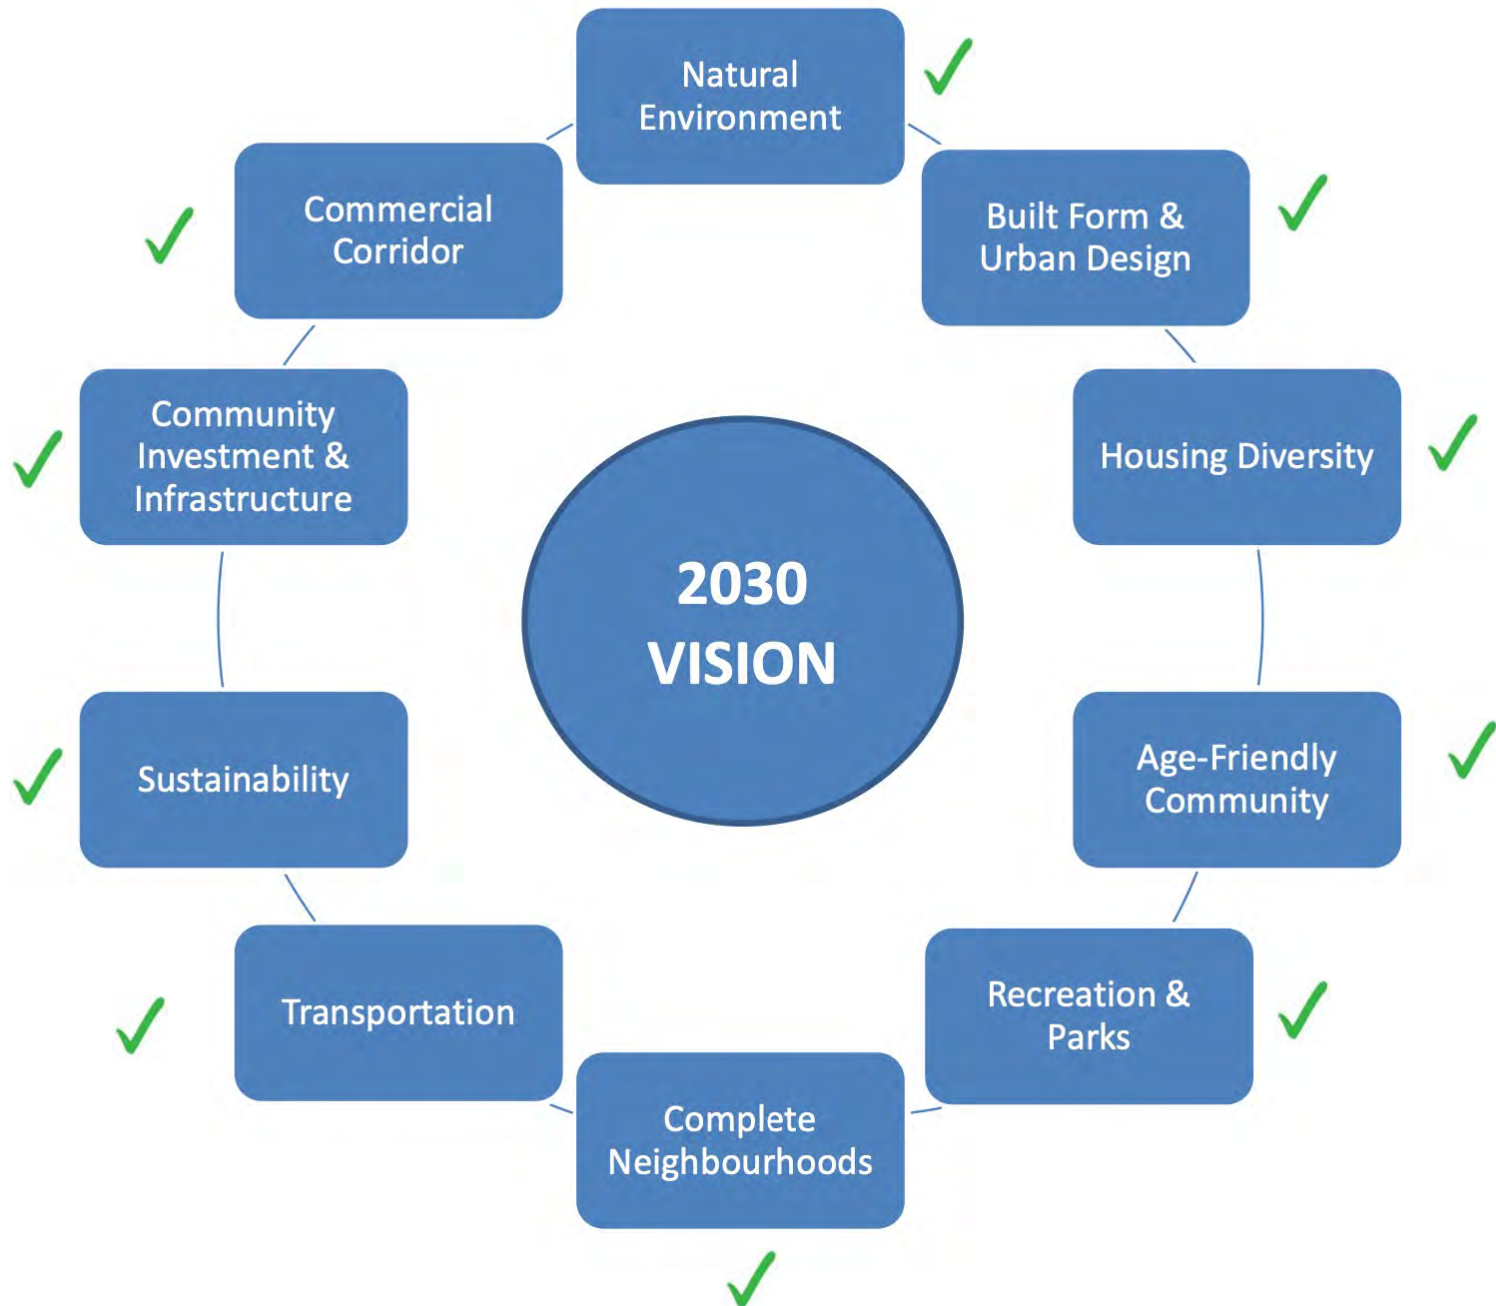 Natural
Environment
Built Form &
Urban Design
Housing Diversity
Age-Friendly
Community
Recreation &
Parks
Complete
Neighbourhoods
Transportation
Sustainability
Community
Investment &
Infrastructure
Commercial
Corridor
2030
VISION